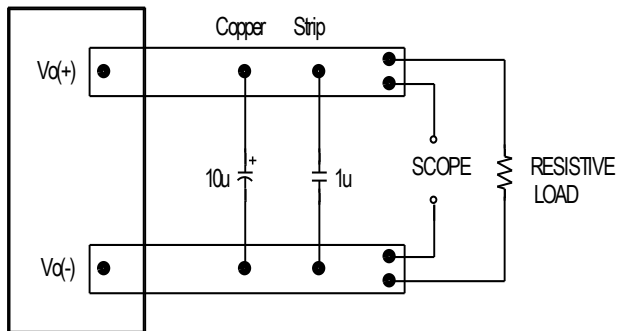 Copper Strip
Vo(+)
10u
+
1u
SCOPE
RESISTIVE
LOAD
Vo(-)